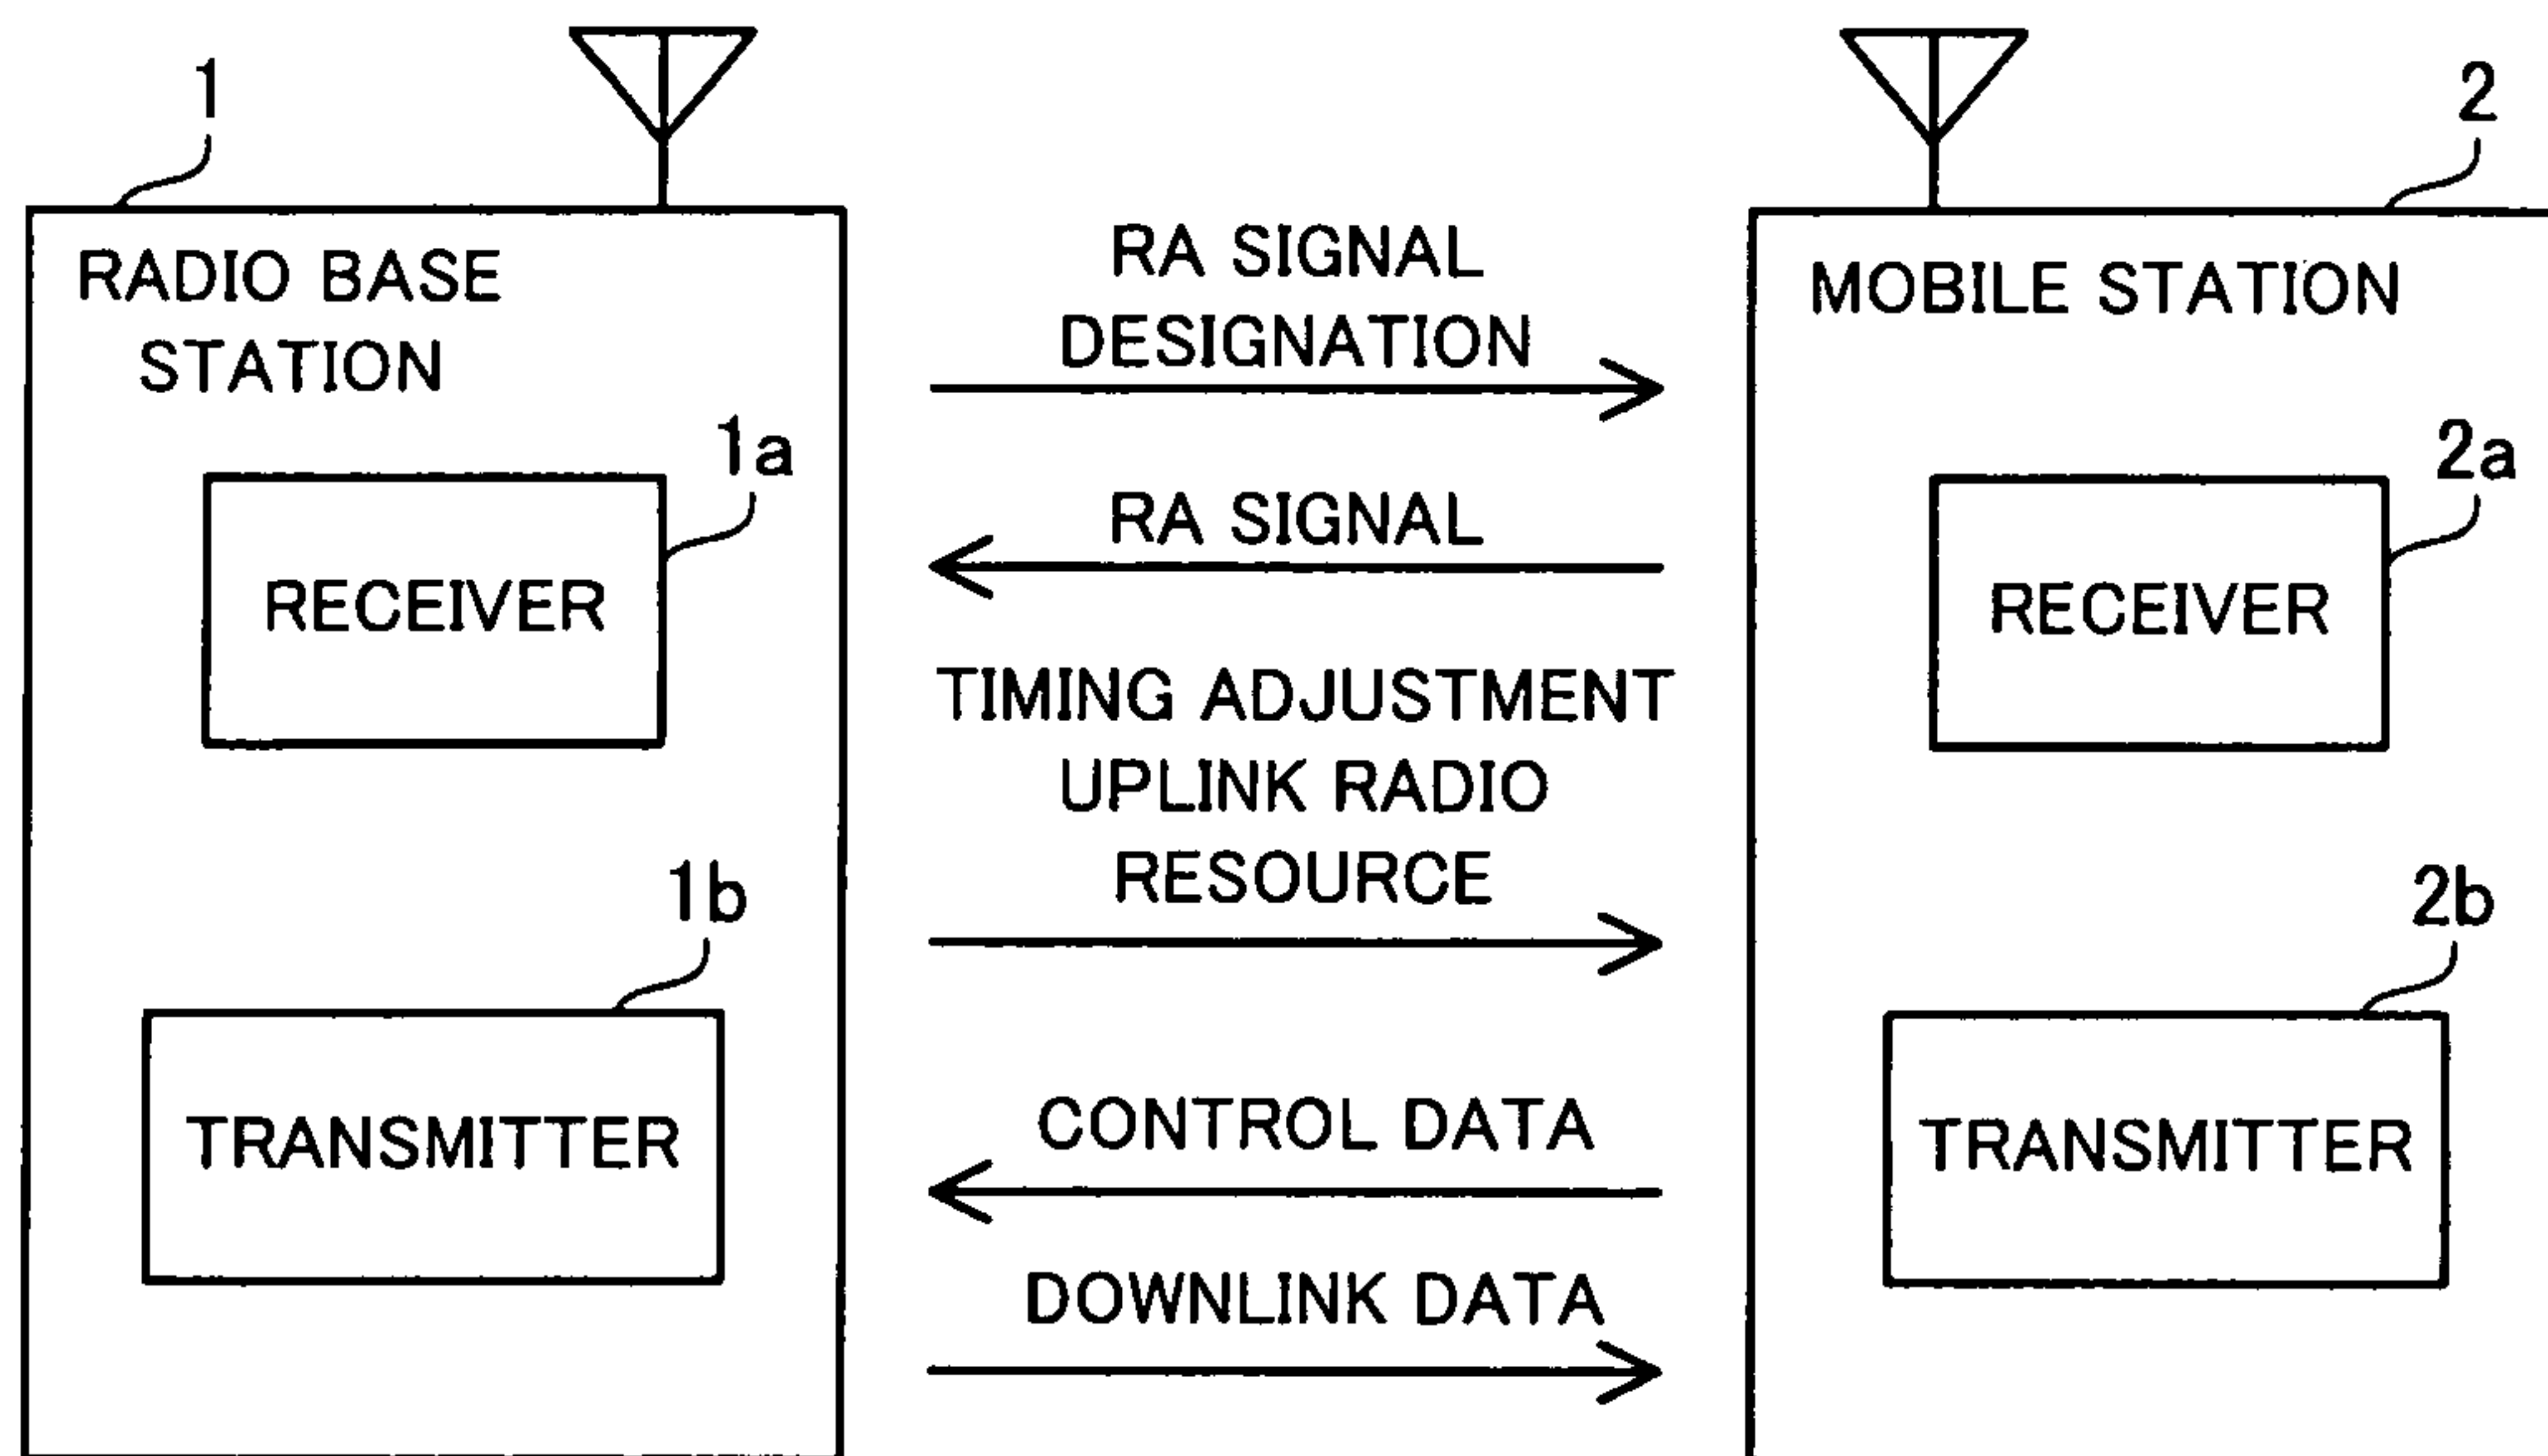 1
RADIO BASE
STATION
1a
RECEIVER
1b
TRANSMITTER
RA SIGNAL
DESIGNATION
RA SIGNAL
TIMING ADJUSTMENT
UPLINK RADIO
RESOURCE
CONTROL DATA
DOWNLINK DATA
2
MOBILE STATION
2a
RECEIVER
2b
TRANSMITTER